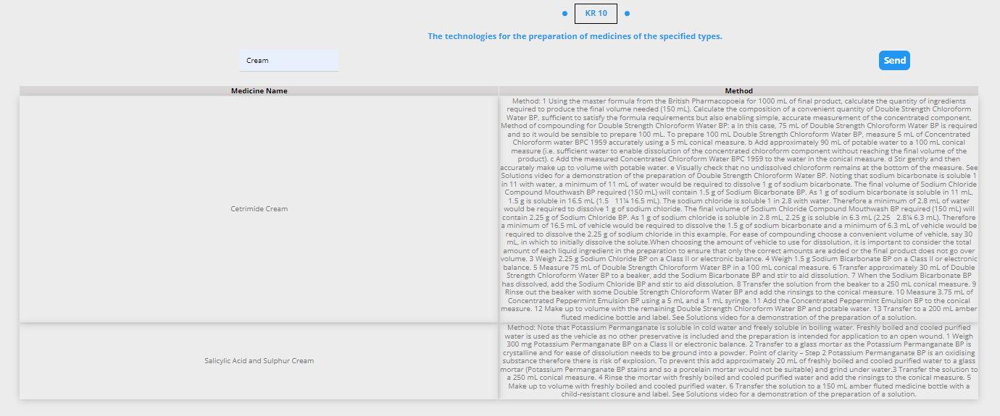 KR 10
The technologies for the preparation of medicines of the specified types.
Cream
Send
Medicine Name
Method
Cetrimide Cream
Method: 1 Using the master formula from the British Pharmacopoeia for 1000 mL of final product, calculate the quantity of ingredients
required to produce the final volume needed (150 mL). Calculate the composition of a convenient quantity of Double Strength Chloroform
Water BP, sufficient to satisfy the formula requirements but also enabling simple, accurate measurement of the concentrated component.
Method of compounding for Double Strength Chloroform Water BP: a In this case, 75 mL of Double Strength Chloroform Water BP is required
and so it would be sensible to prepare 100 mL. To prepare 100 mL Double Strength Chloroform Water BP, measure 5 mL of Concentrated
Chloroform water BPC 1959 accurately using a 5 mL conical measure. b Add approximately 90 mL of potable water to a 100 mL conical
measure (i.e. sufficient water to enable dissolution of the concentrated chloroform component without reaching the final volume of the
product). c Add the measured Concentrated Chloroform Water BPC 1959 to the water in the conical measure. d Stir gently and then
accurately make up to volume with potable water. e Visually check that no undissolved chloroform remains at the bottom of the measure. See
Solutions video for a demonstration of the preparation of Double Strength Chloroform Water BP. Noting that sodium bicarbonate is soluble 1
in 11 with water, a minimum of 11 mL of water would be required to dissolve 1 g of sodium bicarbonate. The final volume of Sodium Chloride
Compound Mouthwash BP required (150 mL) will contain 1.5 g of Sodium Bicarbonate BP. As 1 g of sodium bicarbonate is soluble in 11 mL,
1.5 g is soluble in 16.5 mL (1.5 11¼ 16.5 mL). The sodium chloride is soluble 1 in 2.8 with water. Therefore a minimum of 2.8 mL of water
would be required to dissolve 1 g of sodium chloride. The final volume of Sodium Chloride Compound Mouthwash BP required (150 mL) will
contain 2.25 g of Sodium Chloride BP. As 1 g of sodium chloride is soluble in 2.8 mL, 2.25 g is soluble in 6.3 mL (2.25 2.8¼ 6.3 mL). Therefore
a minimum of 16.5 mL of vehicle would be required to dissolve the 1.5 g of sodium bicarbonate and a minimum of 6.3 mL of vehicle would be
required to dissolve the 2.25 g of sodium chloride in this example. For ease of compounding choose a convenient volume of vehicle, say 30
mL, in which to initially dissolve the solute.When choosing the amount of vehicle to use for dissolution, it is important to consider the total
amount of each liquid ingredient in the preparation to ensure that only the correct amounts are added or the final product does not go over
volume. 3 Weigh 2.25 g Sodium Chloride BP on a Class II or electronic balance. 4 Weigh 1.5 g Sodium Bicarbonate BP on a Class II or electronic
balance. 5 Measure 75 mL of Double Strength Chloroform Water BP in a 100 mL conical measure. 6 Transfer approximately 30 mL of Double
Strength Chloroform Water BP to a beaker, add the Sodium Bicarbonate BP and stir to aid dissolution. 7 When the Sodium Bicarbonate BP
has dissolved, add the Sodium Chloride BP and stir to aid dissolution. 8 Transfer the solution from the beaker to a 250 mL conical measure. 9
Rinse out the beaker with some Double Strength Chloroform Water BP and add the rinsings to the conical measure. 10 Measure 3.75 mL of
Concentrated Peppermint Emulsion BP using a 5 mL and a 1 mL syringe. 11 Add the Concentrated Peppermint Emulsion BP to the conical
measure. 12 Make up to volume with the remaining Double Strength Chloroform Water BP and potable water. 13 Transfer to a 200 mL amber
fluted medicine bottle and label. See Solutions video for a demonstration of the preparation of a solution.
Salicylic Acid and Sulphur Cream
Method: Note that Potassium Permanganate is soluble in cold water and freely soluble in boiling water. Freshly boiled and cooled purified
water is used as the vehicle as no other preservative is included and the preparation is intended for application to an open wound. 1 Weigh
300 mg Potassium Permanganate BP on a Class II or electronic balance. 2 Transfer to a glass mortar as the Potassium Permanganate BP is
crystalline and for ease of dissolution needs to be ground into a powder. Point of clarity – Step 2 Potassium Permanganate BP is an oxidising
substance therefore there is risk of explosion. To prevent this add approximately 20 mL of freshly boiled and cooled purified water to a glass
mortar (Potassium Permanganate BP stains and so a porcelain mortar would not be suitable) and grind under water.3 Transfer the solution to
a 250 mL conical measure. 4 Rinse the mortar with freshly boiled and cooled purified water and add the rinsings to the conical measure. 5
Make up to volume with freshly boiled and cooled purified water. 6 Transfer the solution to a 150 mL amber fluted medicine bottle with a
child-resistant closure and label. See Solutions video for a demonstration of the preparation of a solution.